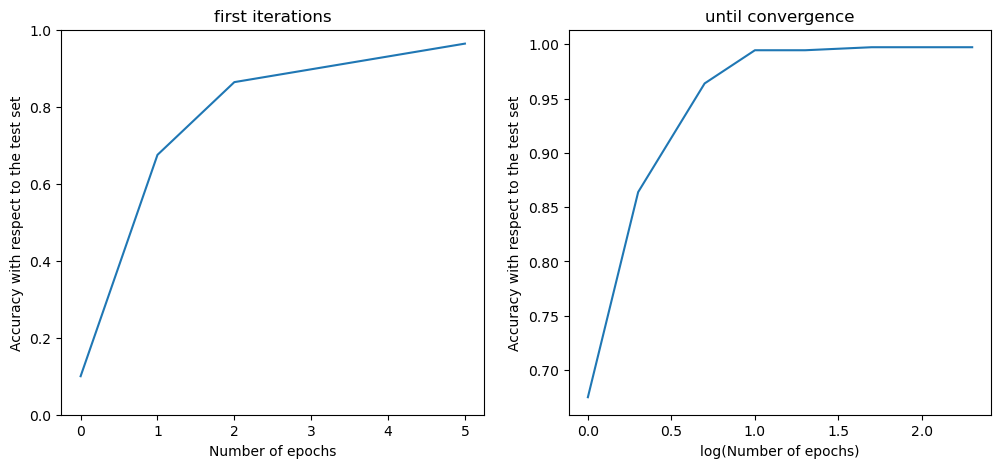 first iterations
Accuracy with respect to the test set
1.0
0.8
0.6
0.4
0.2
0.0
0 1 2 3 4 5
Number of epochs
until convergence
Accuracy with respect to the test set
1.00
0.95
0.90
0.85
0.80
0.75
0.70
0.0 0.5 1.0 1.5 2.0
log(Number of epochs)